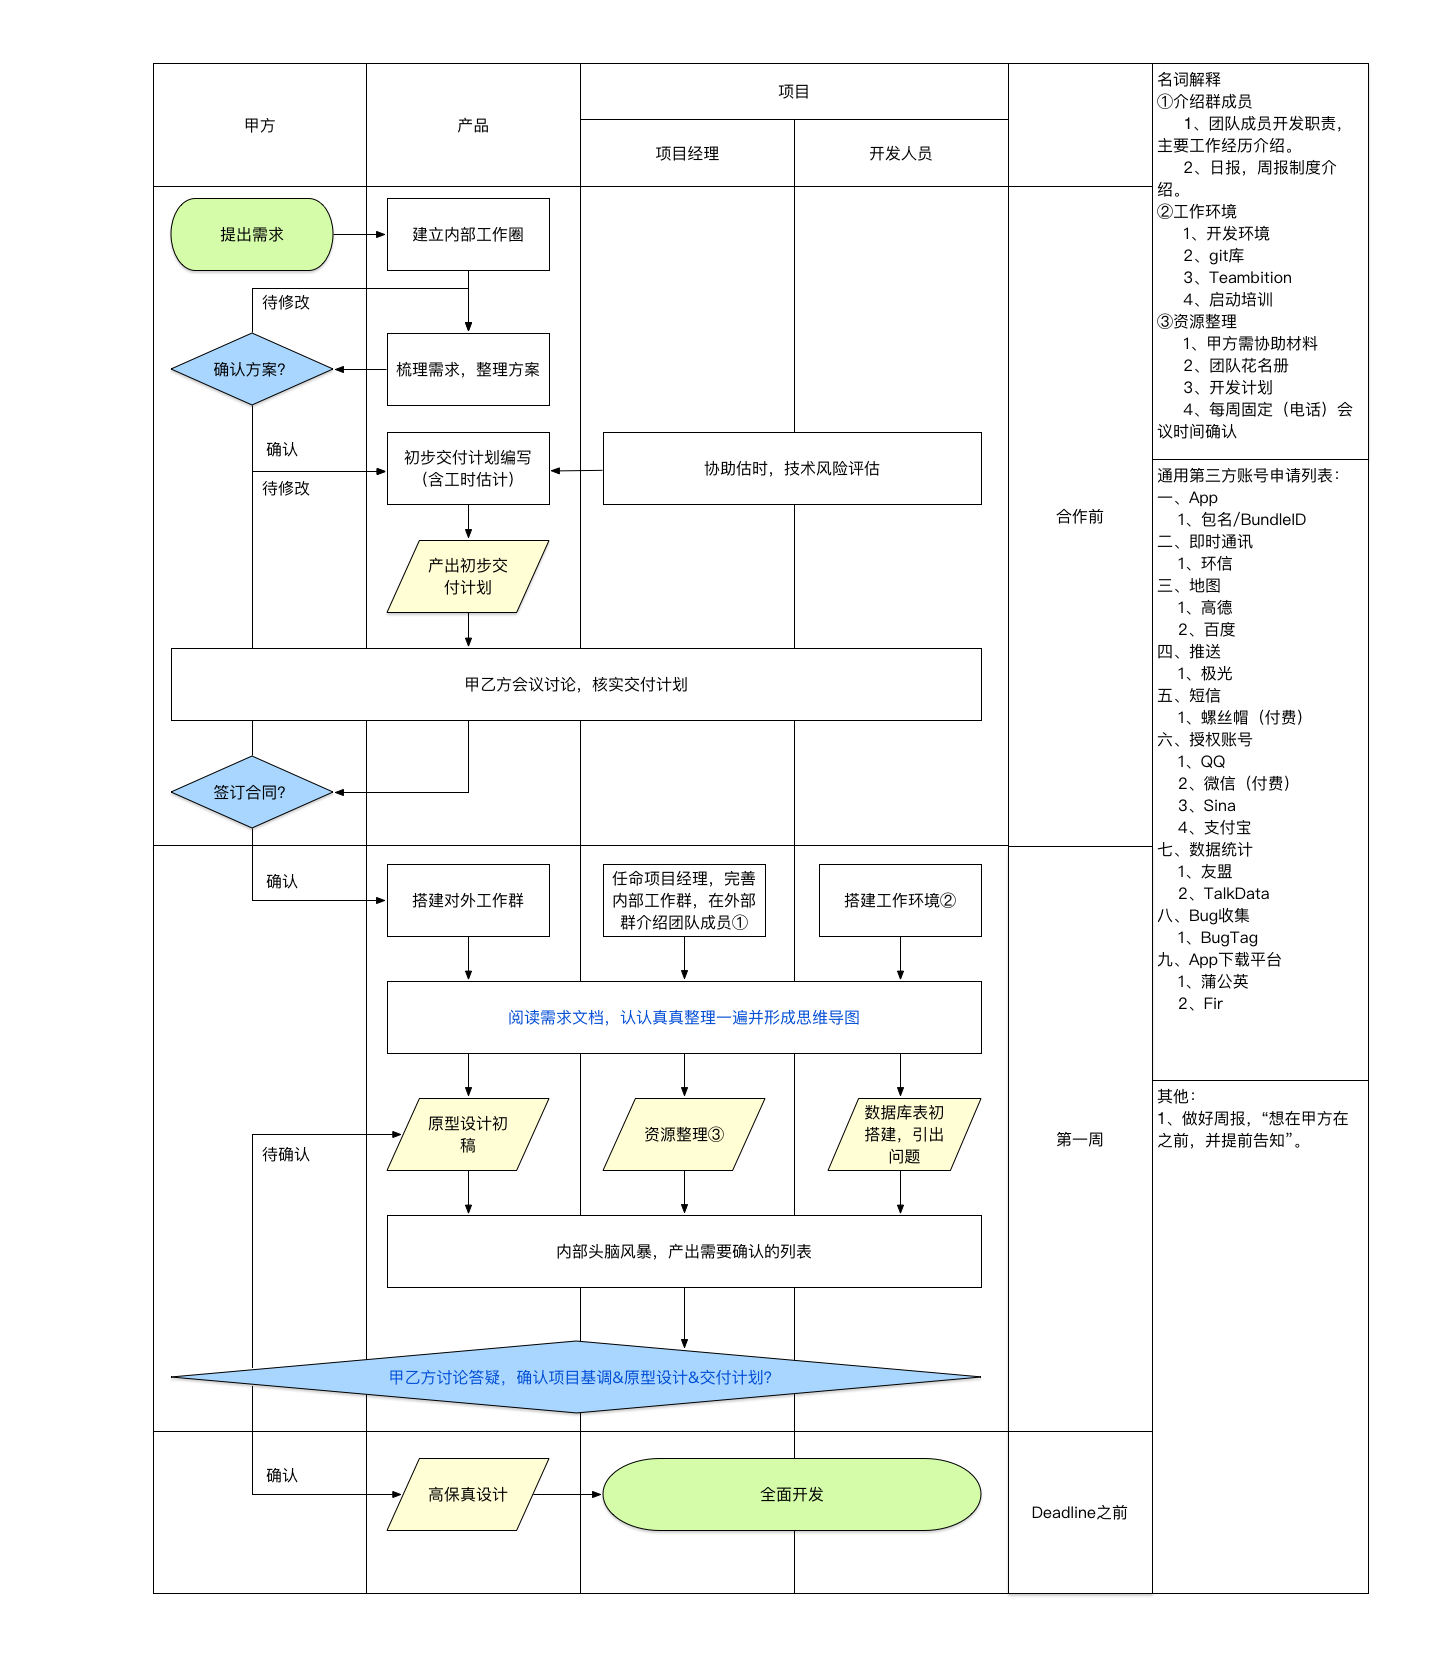 甲方
产品
项目
项目经理
开发人员
提出需求
建立内部工作圈
待修改
确认方案?
梳理需求，整理方案
确认
待修改
初步交付计划编写
（含工时估计）
协助估时，技术风险评估
产出初步交
付计划
甲乙方会议讨论，核实交付计划
签订合同?
合作前
确认
搭建对外工作群
任命项目经理，完善
内部工作群，在外部
群介绍团队成员①
搭建工作环境②
阅读需求文档，认认真真整理一遍并形成思维导图
原型设计初
稿
资源整理③
数据库表初
搭建，引出
问题
待确认
内部头脑风暴，产出需要确认的列表
甲乙方讨论答疑，确认项目基调&原型设计&交付计划?
第一周
确认
高保真设计
全面开发
Deadline之前
名词解释
①介绍群成员
1、团队成员开发职责，
主要工作经历介绍。
2、日报，周报制度介
绍。
②工作环境
1、开发环境
2、git库
3、Teambition
4、启动培训
③资源整理
1、甲方需协助材料
2、团队花名册
3、开发计划
4、每周固定（电话）会
议时间确认
通用第三方账号申请列表：
一、App
1、包名/BundleID
二、即时通讯
1、环信
三、地图
1、高德
2、百度
四、推送
1、极光
五、短信
1、螺丝帽（付费）
六、授权账号
1、QQ
2、微信（付费）
3、Sina
4、支付宝
七、数据统计
1、友盟
2、TalkData
八、Bug收集
1、BugTag
九、App下载平台
1、蒲公英
2、Fir
其他：
1、做好周报，“想在甲方在
之前，并提前告知”。